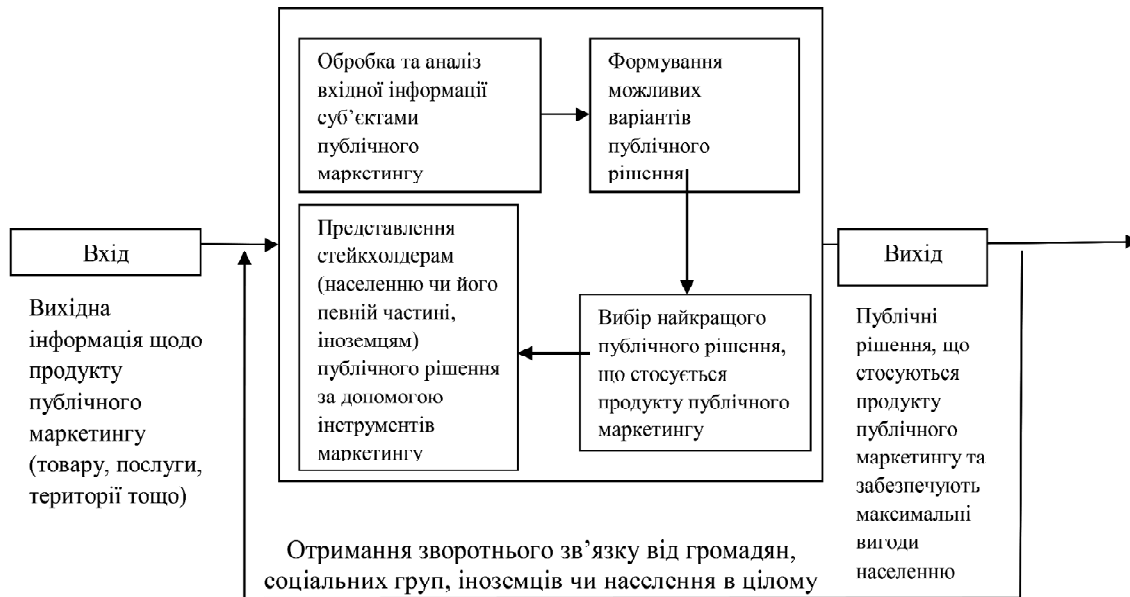 Обробка та аналіз
вхідної інформації
суб’єктами
публічного
маркетингу
Формування
можливих
варіантів
публічного
рішення
Вхід
Вихідна
інформація щодо
продукту
публічного
маркетингу
(товару, послуги,
території тощо)
Представлення
стейкхолдерам
(населенню чи його
певній частині,
іноземцям)
публічного рішення
за допомогою
інструментів
маркетингу
Вибір найкращого
публічного рішення,
що стосується
продукту публічного
маркетингу
Вихід
Публічні
рішення, що
стосуються
продукту
публічного
маркетингу та
забезпечують
максимальні
вигоди
населенню
Отримання зворотнього зв’язку від громадян,
соціальних груп, іноземців чи населення в цілому